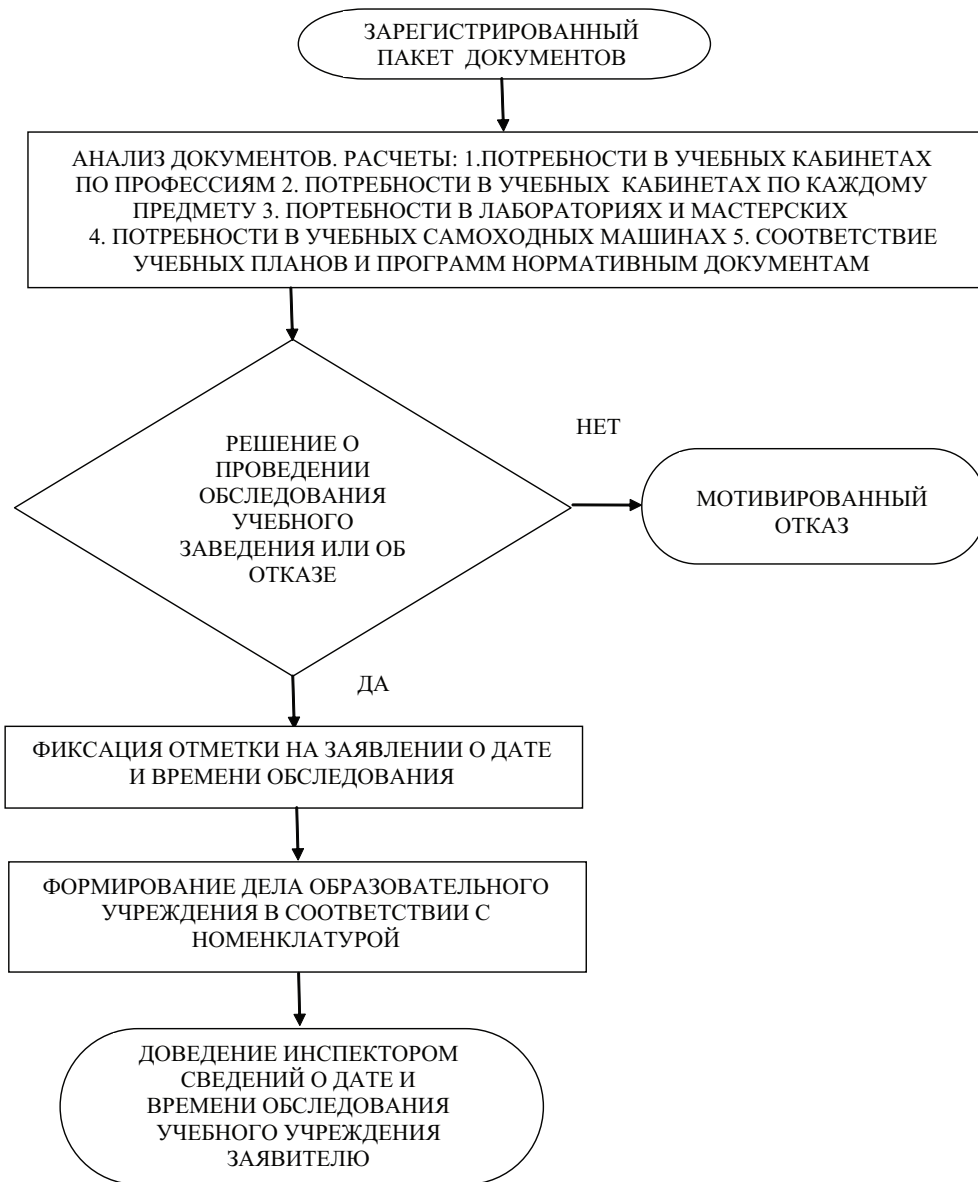 ЗАРЕГИСТРИРОВАННЫЙ
ПАКЕТ ДОКУМЕНТОВ
АНАЛИЗ ДОКУМЕНТОВ. РАСЧЕТЫ: 1.ПОТРЕБНОСТИ В УЧЕБНЫХ КАБИНЕТАХ
ПО ПРОФЕССИЯМ 2. ПОТРЕБНОСТИ В УЧЕБНЫХ КАБИНЕТАХ ПО КАЖДОМУ
ПРЕДМЕТУ 3. ПОРТЕБНОСТИ В ЛАБОРАТОРИЯХ И МАСТЕРСКИХ
4. ПОТРЕБНОСТИ В УЧЕБНЫХ САМОХОДНЫХ МАШИНАХ 5. СООТВЕТСТВИЕ
УЧЕБНЫХ ПЛАНОВ И ПРОГРАММ НОРМАТИВНЫМ ДОКУМЕНТАМ
РЕШЕНИЕ О
ПРОВЕДЕНИИ
ОБСЛЕДОВАНИЯ
УЧЕБНОГО
ЗАВЕДЕНИЯ ИЛИ ОБ
ОТКАЗЕ
НЕТ
МОТИВИРОВАННЫЙ
ОТКАЗ
ДА
ФИКСАЦИЯ ОТМЕТКИ НА ЗАЯВЛЕНИИ О ДАТЕ
И ВРЕМЕНИ ОБСЛЕДОВАНИЯ
ФОРМИРОВАНИЕ ДЕЛА ОБРАЗОВАТЕЛЬНОГО
УЧРЕЖДЕНИЯ В СООТВЕТСТВИИ С
НОМЕНКЛАТУРОЙ
ДОВЕДЕНИЕ ИНСПЕКТОРОМ
СВЕДЕНИЙ О ДАТЕ И
ВРЕМЕНИ ОБСЛЕДОВАНИЯ
УЧЕБНОГО УЧРЕЖДЕНИЯ
ЗАЯВИТЕЛЮ